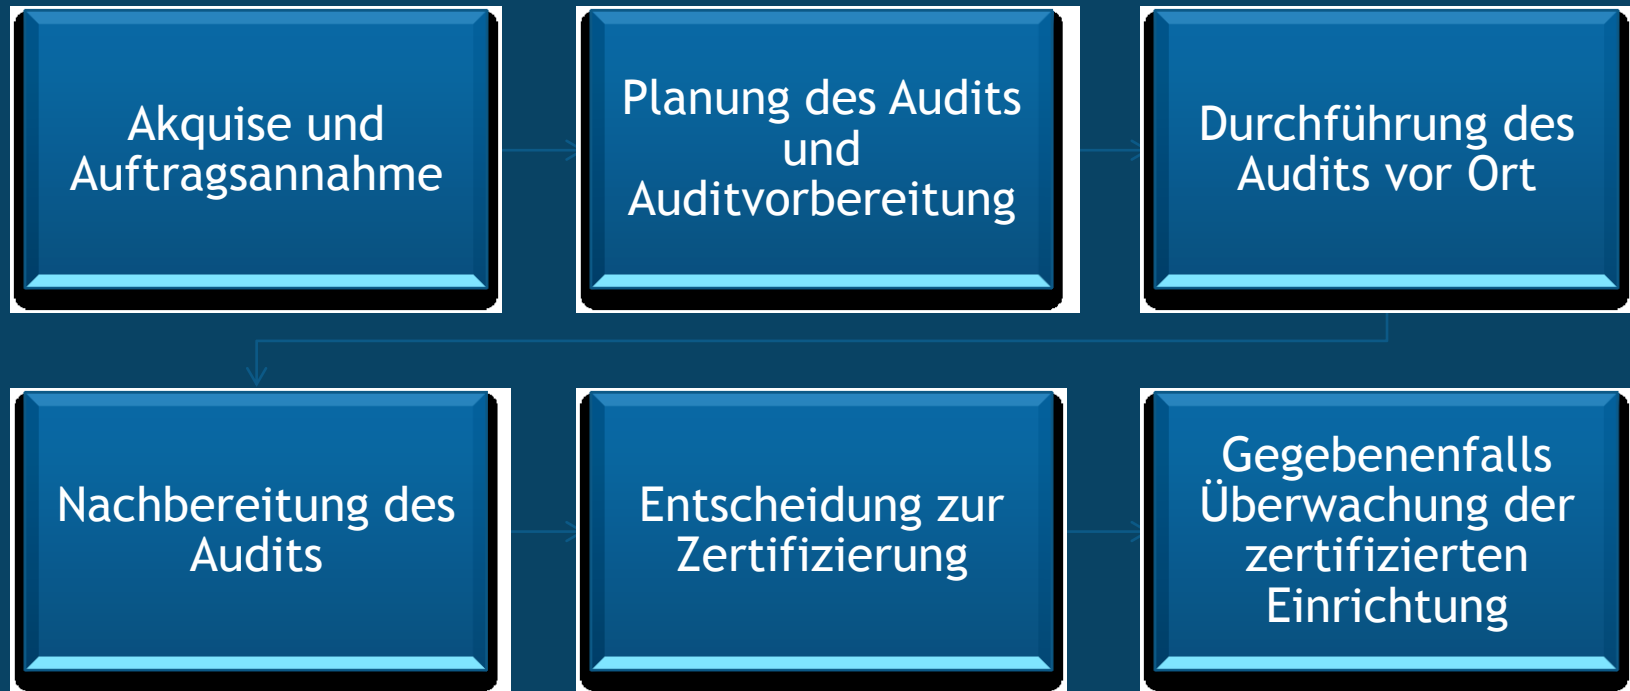 Akquise und
Auftragsannahme
Planung des Audits
und
Auditvorbereitung
Durchführung des
Audits vor Ort
Nachbereitung des
Audits
Entscheidung zur
Zertifizierung
Gegebenenfalls
Überwachung der
zertifizierten
Einrichtung